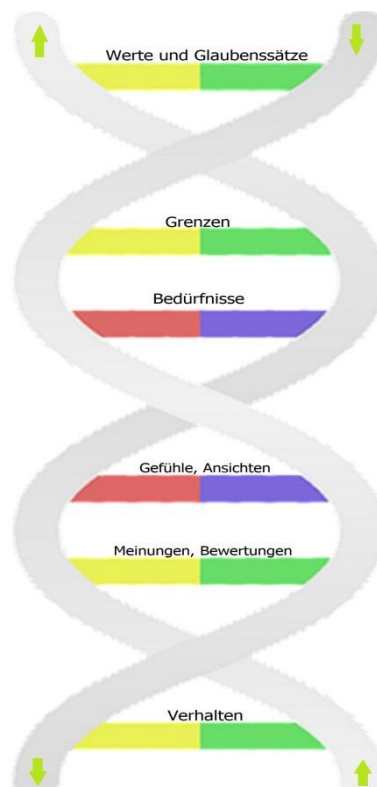 Werte und Glaubenssätze
Grenzen
Bedürfnisse
Gefühle, Ansichten
Meinungen, Bewertungen
Verhalten